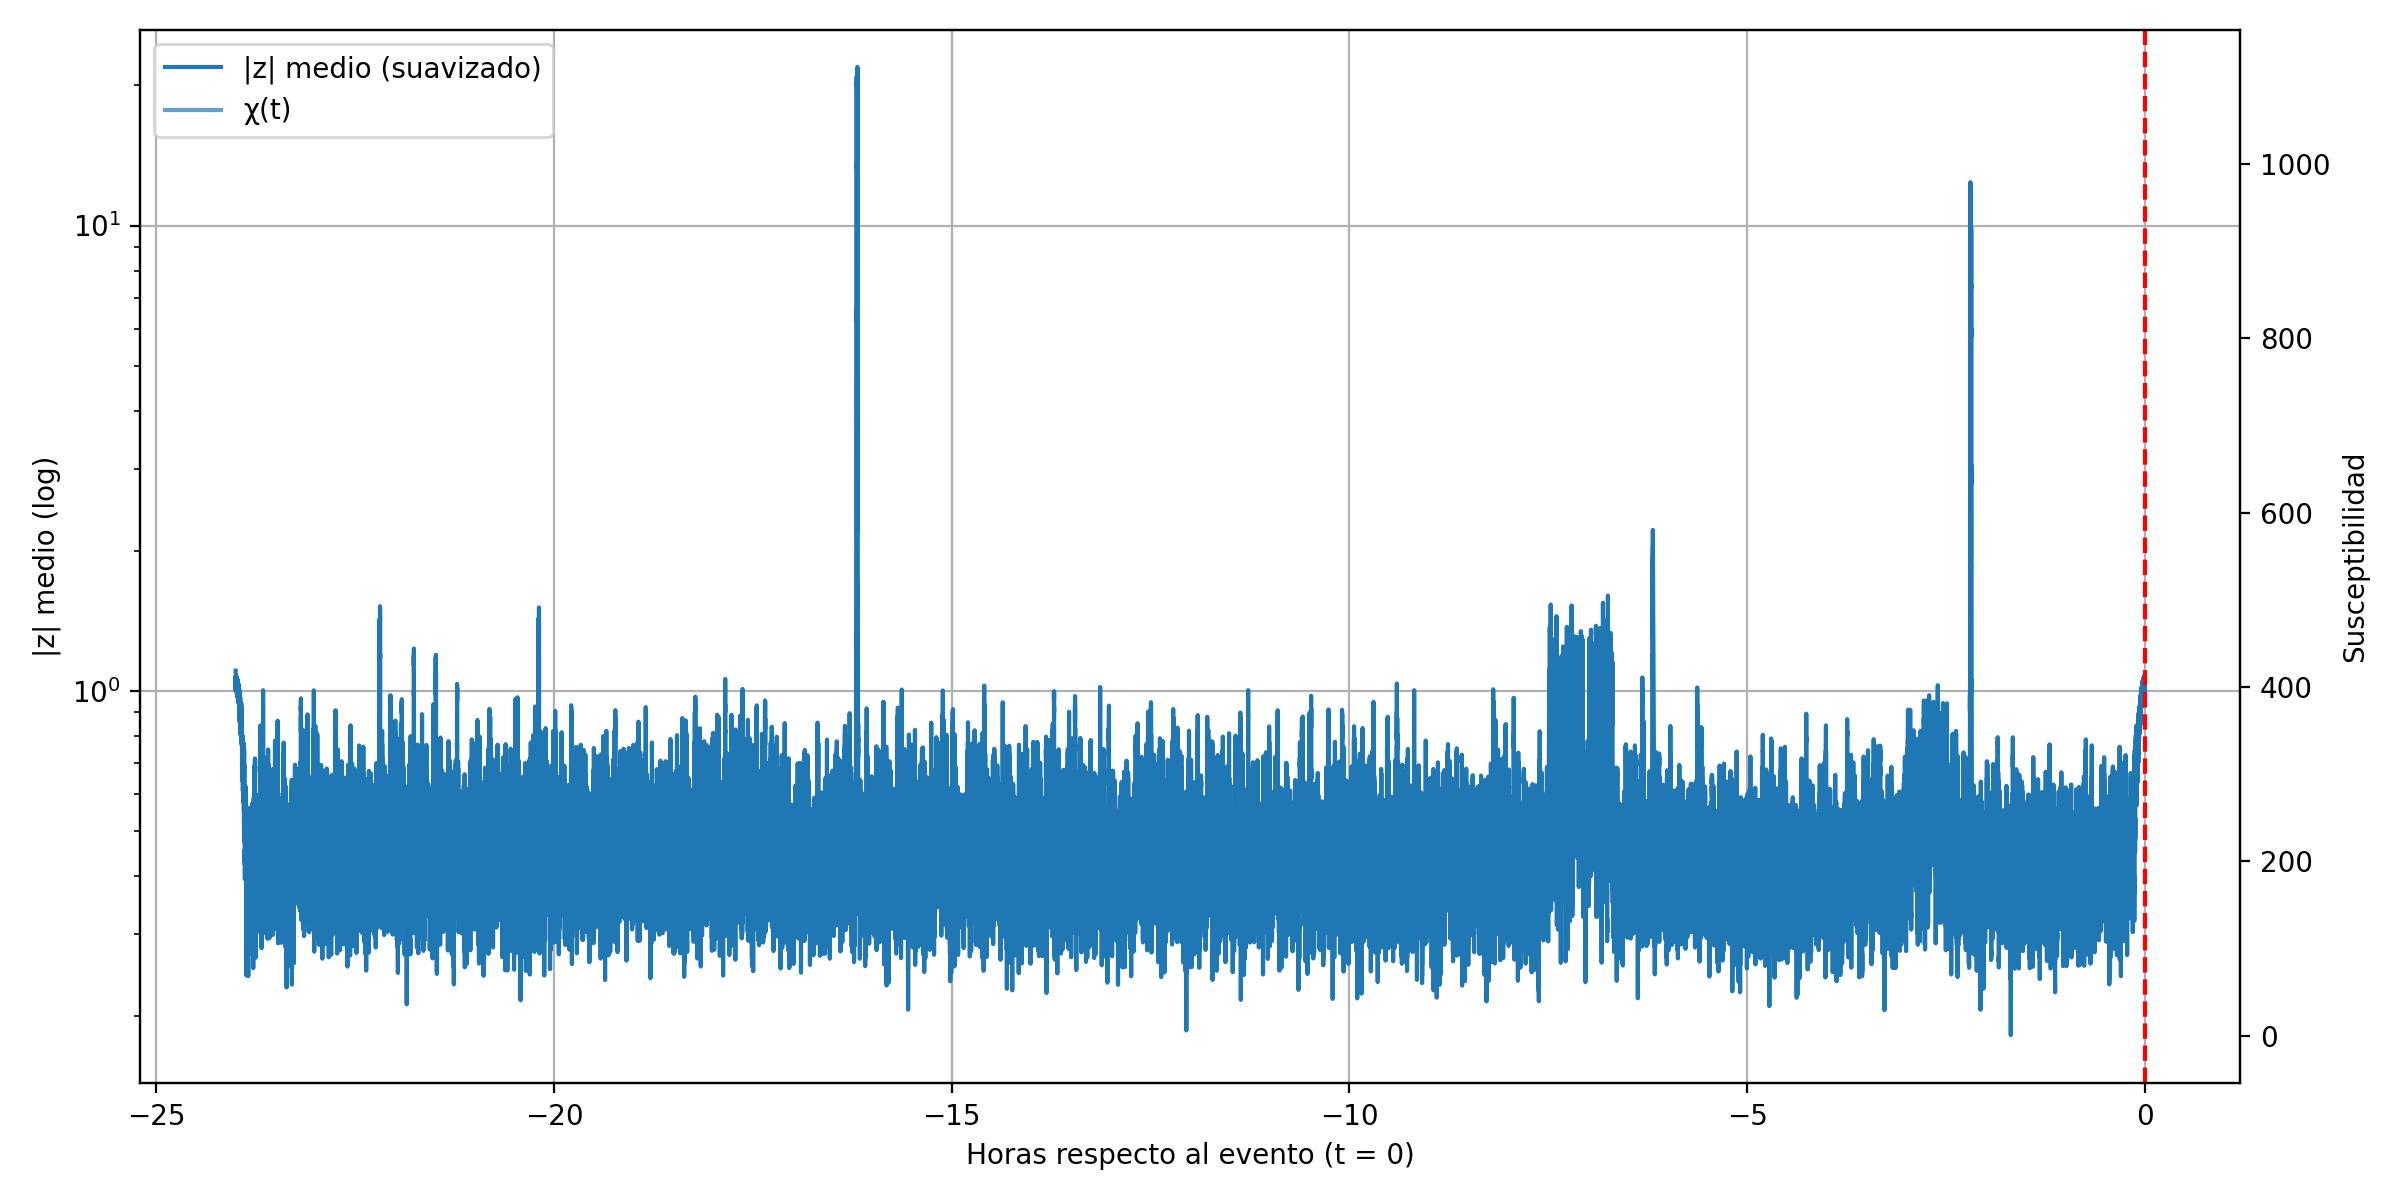 |z| medio (suavizado)
χ(t)
10¹
10⁰
|z| medio (log)
1000
800
600
400
200
0
Susceptibilidad
−25
−20
−15
−10
−5
0
Horas respecto al evento (t = 0)